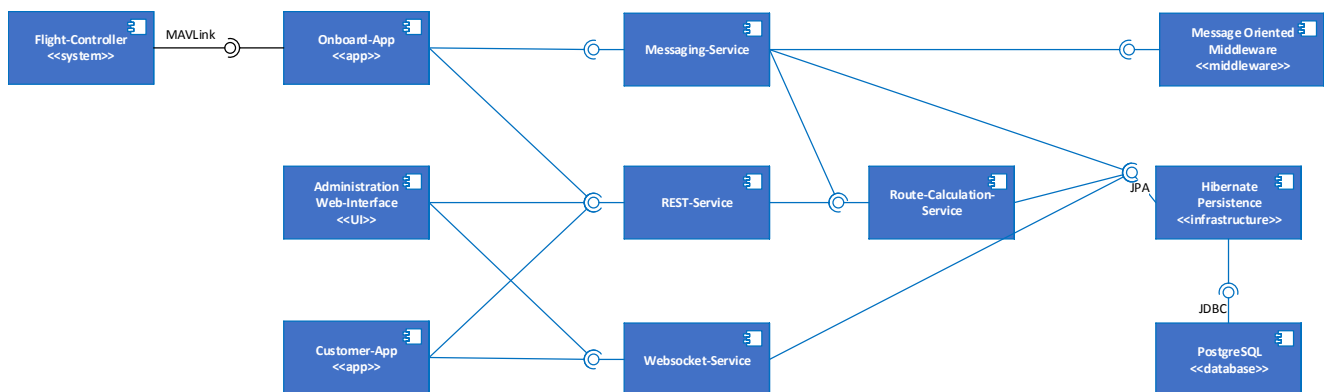 Flight-Controller
<<system>>
MAVLink
Onboard-App
<<app>>
Messaging-Service
Message Oriented
Middleware
<<middleware>>
Administration
Web-Interface
<<UI>>
REST-Service
Route-Calculation-
Service
JPA
Hibernate
Persistence
<<infrastructure>>
JDBC
Customer-App
<<app>>
Websocket-Service
PostgreSQL
<<database>>